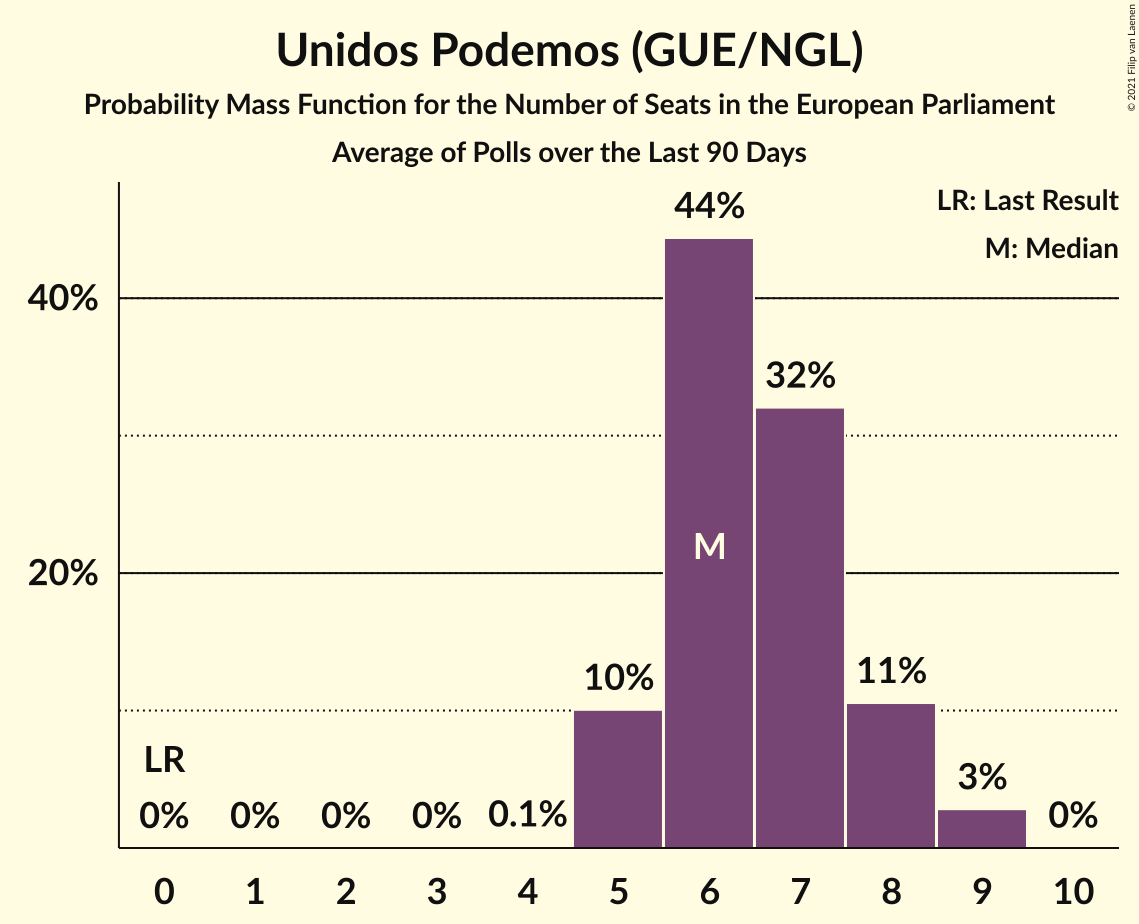 Unidos Podemos (GUE/NGL)
Probability Mass Function for the Number of Seats in the European Parliament
Average of Polls over the Last 90 Days
© 2021 Filip van Laenen
LR: Last Result
M: Median
44%
40%
32%
M
20%
10%
11%
LR
3%
0% 0% 0% 0% 0.1% 0%
0 1 2 3 4 5 6 7 8 9 10